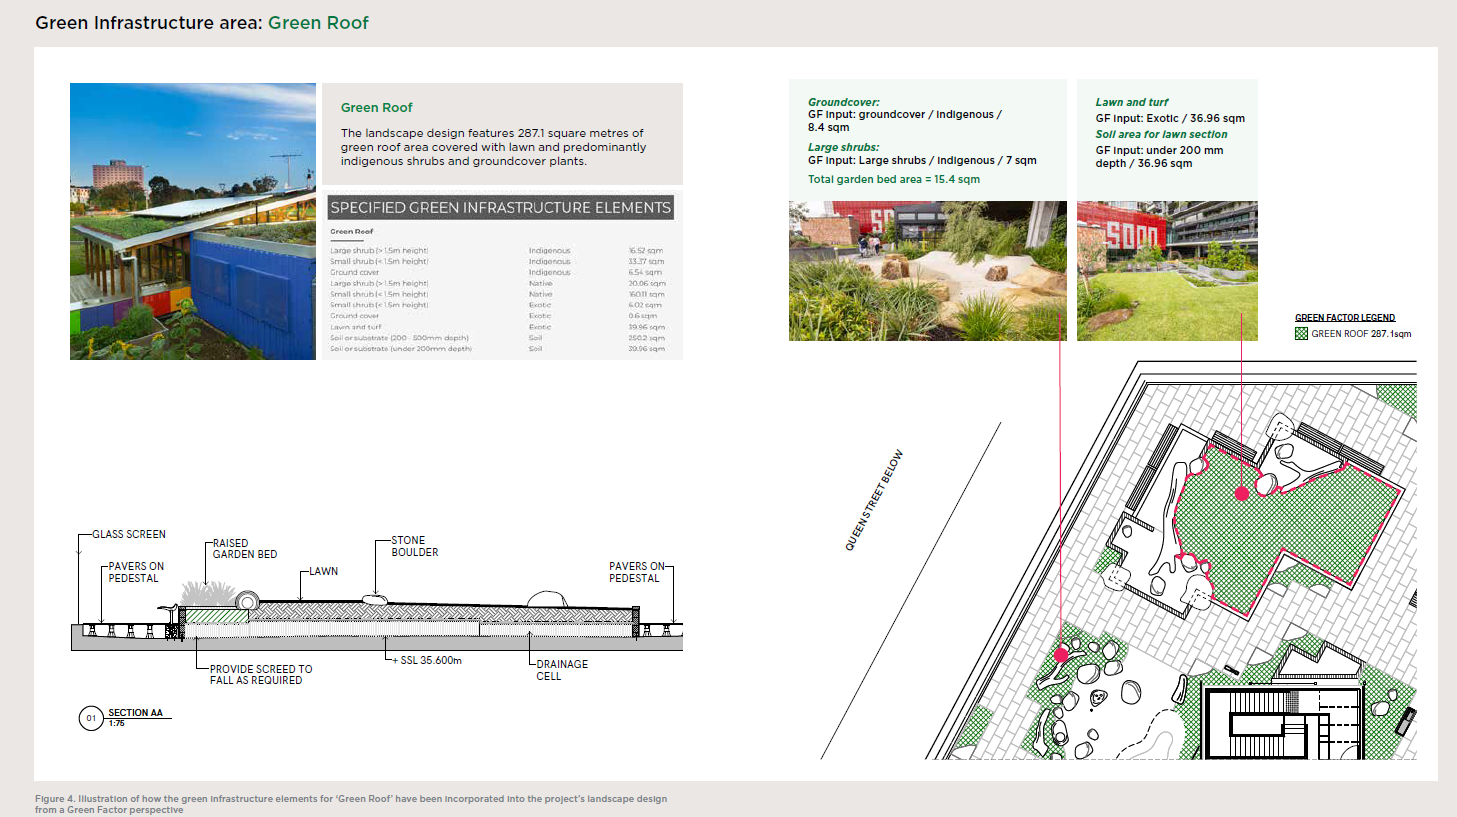 Green Infrastructure area: Green Roof
Green Roof
The landscape design features 287.1 square metres of
green roof area covered with lawn and predominantly
indigenous shrubs and groundcover plants.
SPECIFIED GREEN INFRASTRUCTURE ELEMENTS
Green Roof
Large shrub (> 1.5m height) Indigenous 16.52 sqm
Small shrub (< 1.5m height) Indigenous 33.37 sqm
Ground cover Indigenous 6.54 sqm
Large shrub (> 1.5m height) Native 20.06 sqm
Small shrub (< 1.5m height) Native 160.11 sqm
Small shrub (< 1.5m height) Exotic 6.02 sqm
Ground cover Exotic 0.6 sqm
Lawn and turf Exotic 39.96 sqm
Soil or substrate (200 - 500mm depth) Soil 250.2 sqm
Soil or substrate (under 200mm depth) Soil 39.96 sqm
Groundcover:
GF input: groundcover / indigenous /
8.4 sqm
Large shrubs:
GF input: Large shrubs / indigenous / 7 sqm
Total garden bed area = 15.4 sqm
Lawn and turf
GF input: Exotic / 36.96 sqm
Soil area for lawn section
GF input: under 200 mm
depth / 36.96 sqm
GREEN FACTOR LEGEND
GREEN ROOF 287.1sqm
QUEEN STREET BELOW
GLASS SCREEN
PAVERS ON
PEDESTAL
RAISED
GARDEN BED
LAWN
STONE
BOULDER
PAVERS ON
PEDESTAL
PROVIDE SCREED TO
FALL AS REQUIRED
+ SSL 35.600m
DRAINAGE
CELL
01
SECTION AA
1:75
Figure 4. Illustration of how the green infrastructure elements for 'Green Roof' have been incorporated into the project's landscape design
from a Green Factor perspective